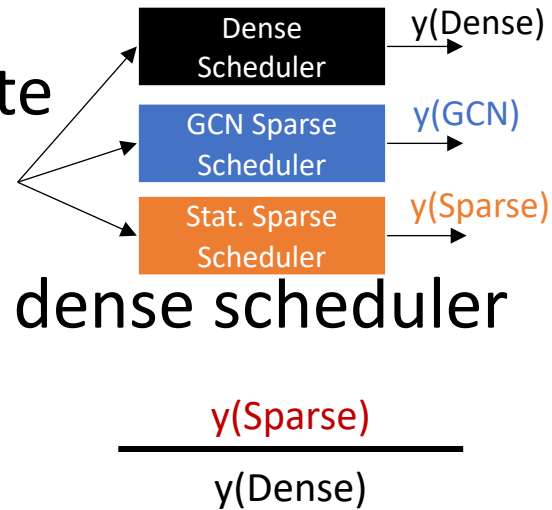 Dense
Scheduler
y(Dense)
te
GCN Sparse
Scheduler
y(GCN)
Stat. Sparse
Scheduler
y(Sparse)
dense scheduler
y(Sparse)
y(Dense)